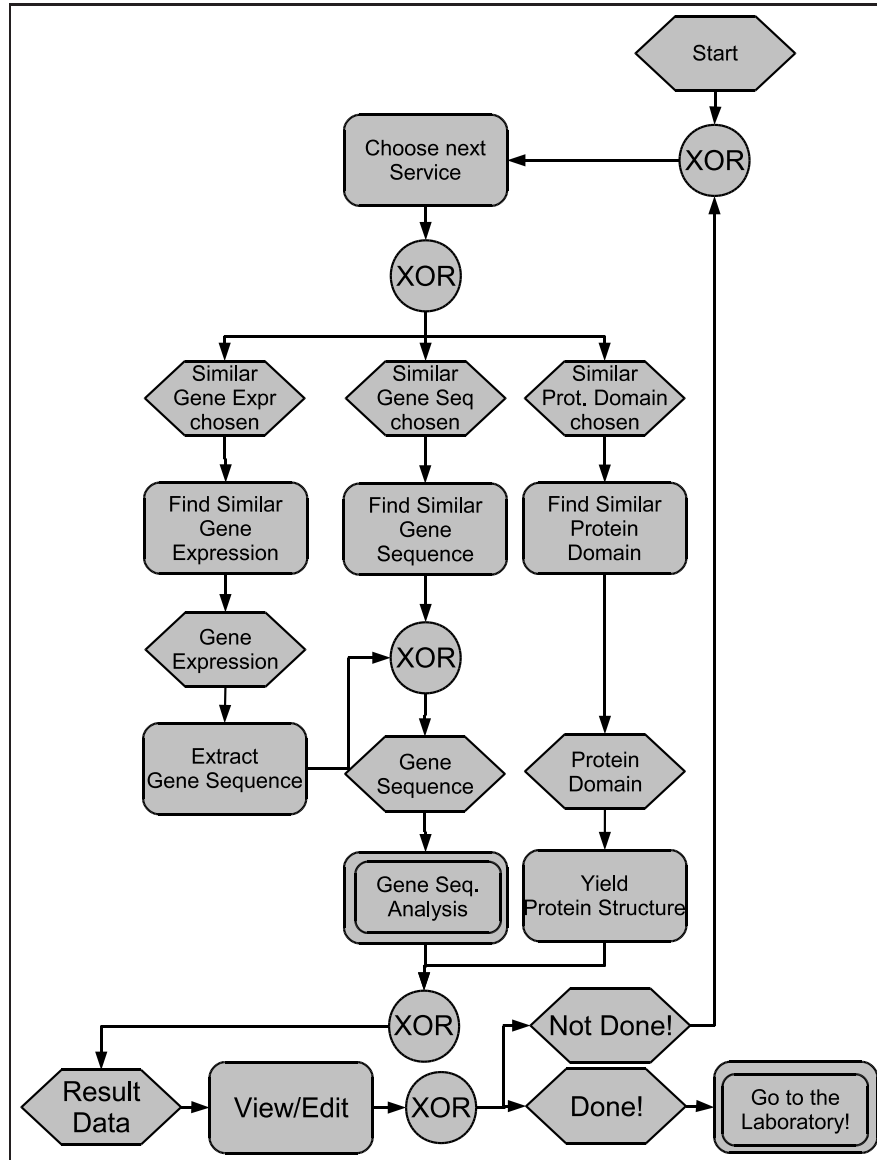 Start
XOR
Choose next
Service
XOR
Similar
Gene Expr
chosen
Similar
Gene Seq
chosen
Similar
Prot. Domain
chosen
Find Similar
Gene
Expression
Find Similar
Gene
Sequence
Find Similar
Protein
Domain
Gene
Expression
XOR
Extract
Gene Sequence
Gene
Sequence
Protein
Domain
Gene Seq.
Analysis
Yield
Protein Structure
XOR
Not Done!
Result
Data
View/Edit
XOR
Done!
Go to the
Laboratory!